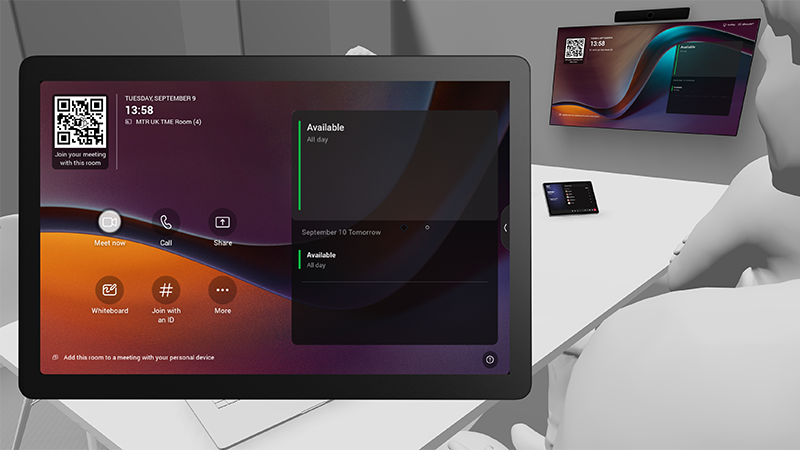 TUESDAY, SEPTEMBER 9
13:58
MTR UK TME Room (4)
Join your meeting
with this room
Available
All day
September 10 Tomorrow
Available
All day
Meet now
Call
Share
Whiteboard
Join with
an ID
More
Add this room to a meeting with your personal device
13:58
Available